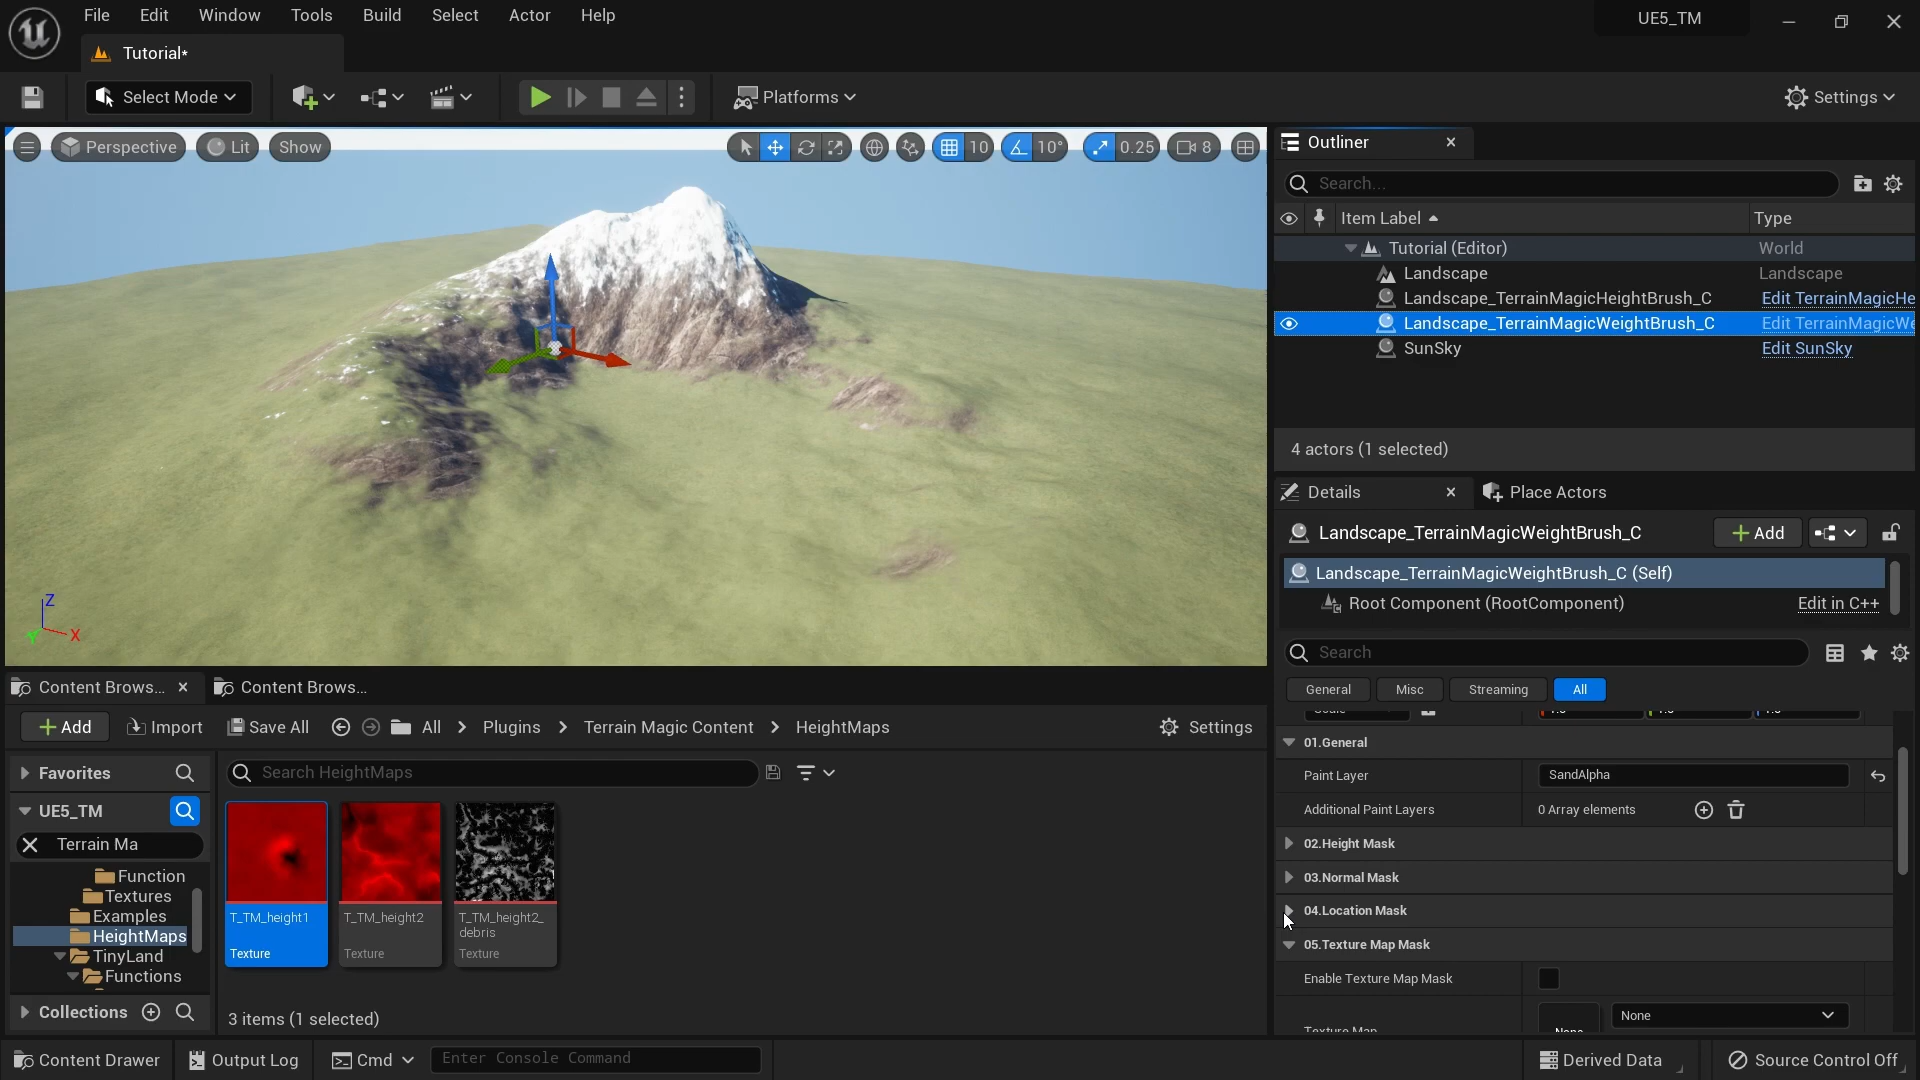 File Edit Window Tools Build Select Actor Help
UE5_TM
Tutorial*
Select Mode
Platforms
Settings
Perspective
Lit
Show
10
10°
0.25
8
Outliner
Search...
Item Label
Type
Tutorial (Editor) World
Landscape Landscape
Landscape_TerrainMagicHeightBrush_C Edit TerrainMagicHe
Landscape_TerrainMagicWeightBrush_C Edit TerrainMagicWe
SunSky Edit SunSky
4 actors (1 selected)
Z
Y
X
Details
Place Actors
Landscape_TerrainMagicWeightBrush_C
Add
Landscape_TerrainMagicWeightBrush_C (Self)
Root Component (RootComponent)
Edit in C++
Search
General
Misc
Streaming
All
01.General
Paint Layer SandAlpha
Additional Paint Layers 0 Array elements
02.Height Mask
03.Normal Mask
04.Location Mask
05.Texture Map Mask
Enable Texture Map Mask
Texture Map None None
Content Brows...
Content Brows...
Add
Import
Save All
All
Plugins
Terrain Magic Content
HeightMaps
Settings
Favorites
UE5_TM
Terrain Ma
Function
Textures
Examples
HeightMaps
TinyLand
Functions
Collections
Search HeightMaps
T_TM_height1
Texture
T_TM_height2
Texture
T_TM_height2_
debris
Texture
3 items (1 selected)
Content Drawer
Output Log
Cmd
Enter Console Command
Derived Data
Source Control Off